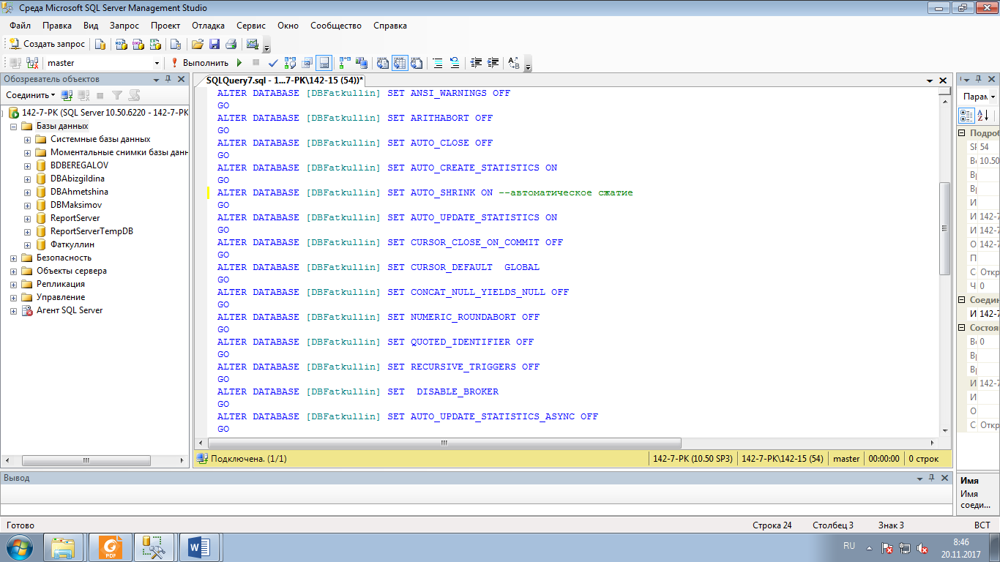 Среда Microsoft SQL Server Management Studio
Файл Правка Вид Запрос Проект Отладка Сервис Окно Сообщество Справка
Создать запрос
master Выполнить
Обозреватель объектов
Соединить
142-7-PK (SQL Server 10.50.6220 - 142-7-PK
Базы данных
Системные базы данных
Моментальные снимки базы данн
BDBEREGALOV
DBAbizgildina
DBAhmetshina
DBMaksimov
ReportServer
ReportServerTempDB
Фаткуллин
Безопасность
Объекты сервера
Репликация
Управление
Агент SQL Server
SQLQuery7.sql - 1...7-PK\142-15 (54))*
ALTER DATABASE [DBFatkullin] SET ANSI_WARNINGS OFF
GO
ALTER DATABASE [DBFatkullin] SET ARITHABORT OFF
GO
ALTER DATABASE [DBFatkullin] SET AUTO_CLOSE OFF
GO
ALTER DATABASE [DBFatkullin] SET AUTO_CREATE_STATISTICS ON
GO
ALTER DATABASE [DBFatkullin] SET AUTO_SHRINK ON --автоматическое сжатие
GO
ALTER DATABASE [DBFatkullin] SET AUTO_UPDATE_STATISTICS ON
GO
ALTER DATABASE [DBFatkullin] SET CURSOR_CLOSE_ON_COMMIT OFF
GO
ALTER DATABASE [DBFatkullin] SET CURSOR_DEFAULT  GLOBAL
GO
ALTER DATABASE [DBFatkullin] SET CONCAT_NULL_YIELDS_NULL OFF
GO
ALTER DATABASE [DBFatkullin] SET NUMERIC_ROUNDABORT OFF
GO
ALTER DATABASE [DBFatkullin] SET QUOTED_IDENTIFIER OFF
GO
ALTER DATABASE [DBFatkullin] SET RECURSIVE_TRIGGERS OFF
GO
ALTER DATABASE [DBFatkullin] SET  DISABLE_BROKER
GO
ALTER DATABASE [DBFatkullin] SET AUTO_UPDATE_STATISTICS_ASYNC OFF
GO
Подключена. (1/1) 142-7-PK (10.50 SP3) 142-7-PK\142-15 (54) master 00:00:00 0 строк
Парам
Подроб
SF 54
10.50
И
И 142-7
И 142-7
О 142-7
П
С Откр
Ч 0
Соедин
И 142-7
Состоя
0
И 142-7
И
О
С Откр
Имя
Имя
соеди...
Вывод
Готово Строка 24 Столбец 3 Знак 3 ВСТ
PDF
RU 8:46
20.11.2017